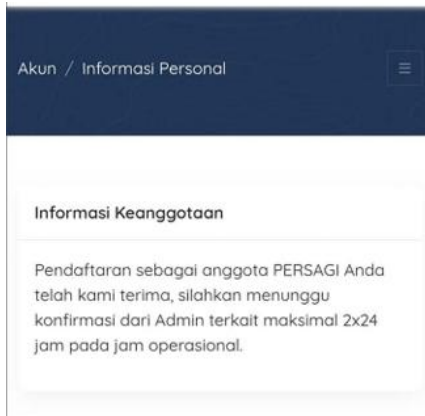 Akun / Informasi Personal
Informasi Keanggotaan
Pendaftaran sebagai anggota PERSAGI Anda
telah kami terima, silahkan menunggu
konfirmasi dari Admin terkait maksimal 2x24
jam pada jam operasional.